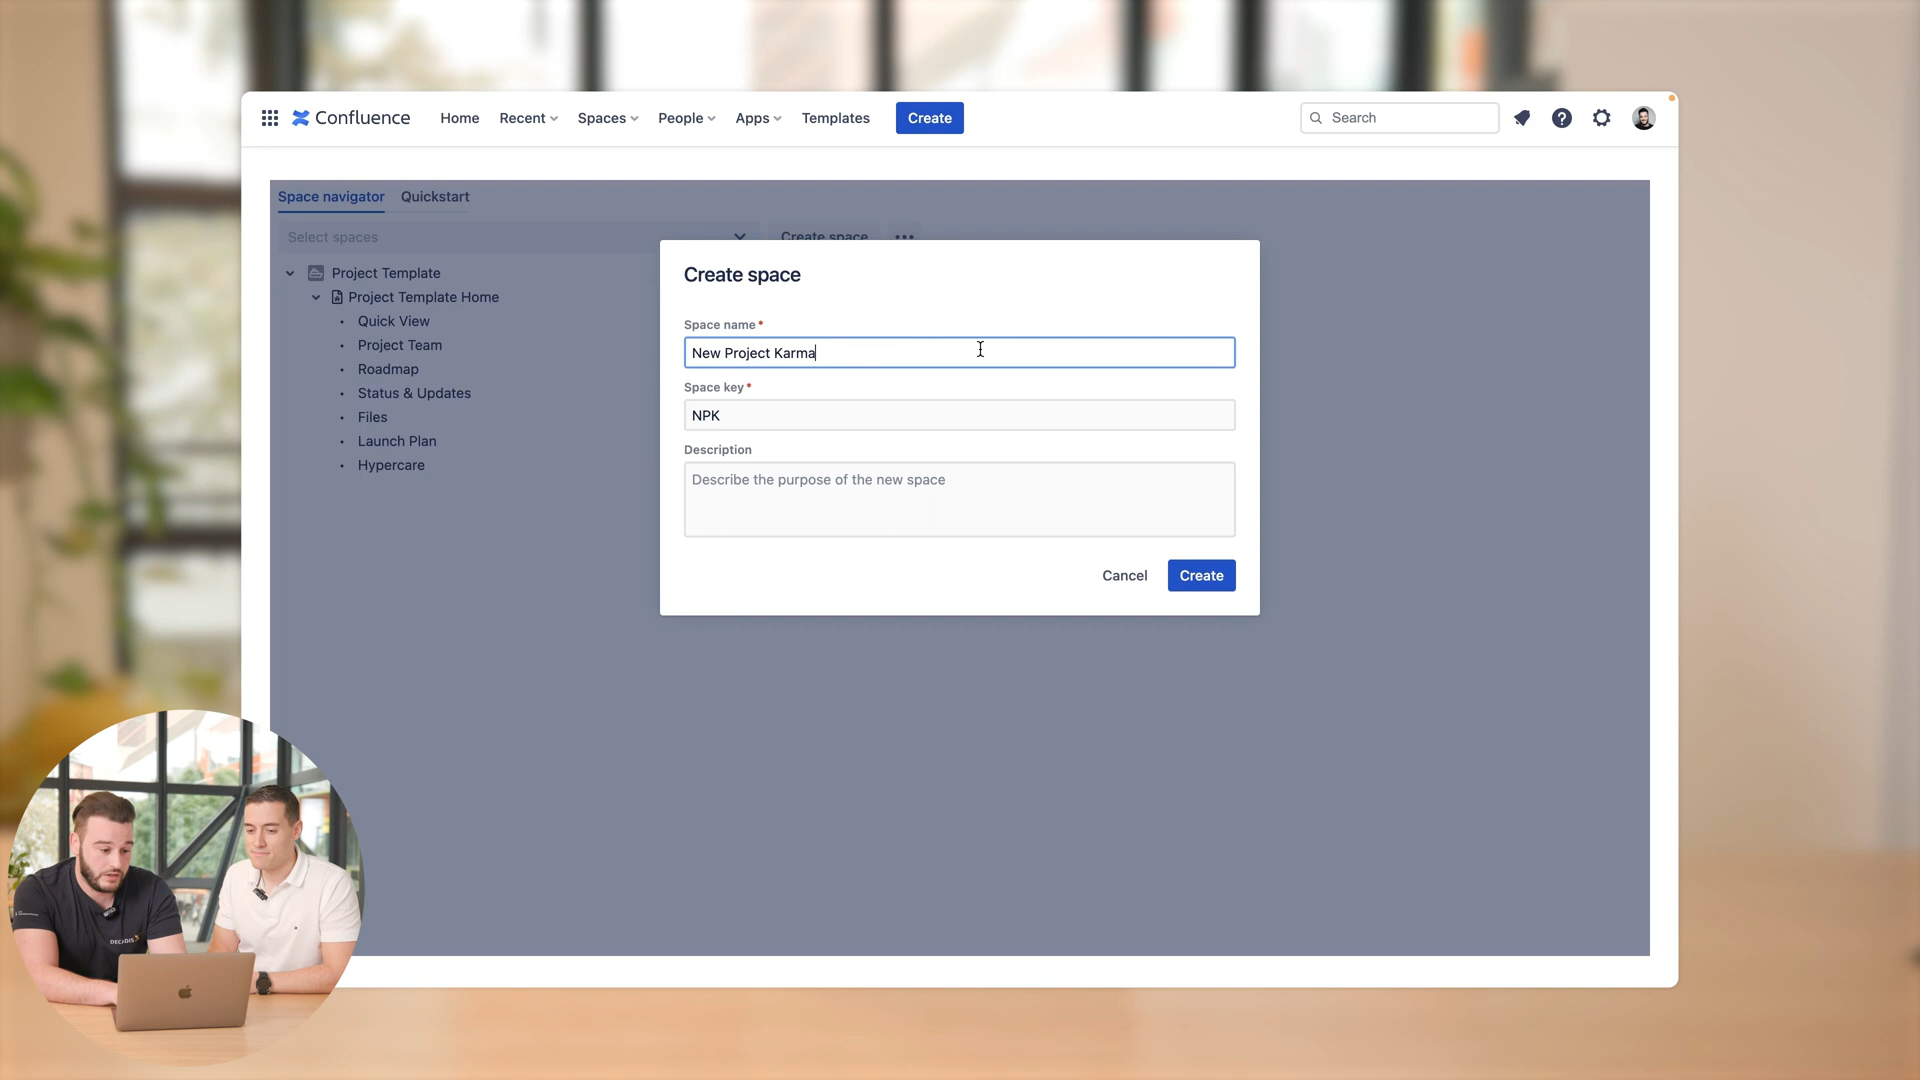 Confluence
Home
Recent
Spaces
People
Apps
Templates
Create
Search
Space navigator
Quickstart
Select spaces
Create space
Project Template
Project Template Home
Quick View
Project Team
Roadmap
Status & Updates
Files
Launch Plan
Hypercare
Create space
Space name *
New Project Karma
Space key *
NPK
Description
Describe the purpose of the new space
Cancel
Create
DECADIS